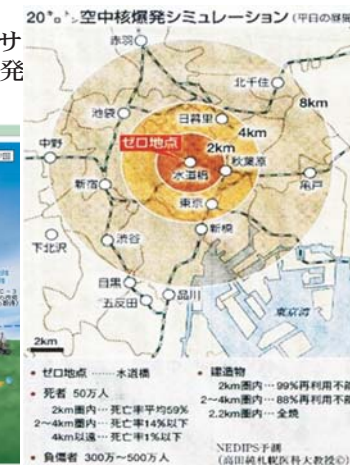 20キロトン空中核爆発シミュレーション(平日の昼間
サ
発
赤羽
北千住
8km
池袋
日暮里
4km
中野
ゼロ地点
2km
秋葉原
水道橋
亀戸
新宿
東京
新橋
下北沢
渋谷
目黒
五反田
品川
東京湾
2km
• ゼロ地点……水道橋
• 死者 50万人
2km圏内…死亡率平均59%
2〜4km圏内…死亡率14%以下
4km以遠…死亡率1%以下
• 負傷者 300万〜500万人
• 建造物
2km圏内…99%再利用不能
2〜4km圏内…88%再利用不能
2.2km圏内…全焼
NEDIPS予測
(高田純札幌医科大教授©)